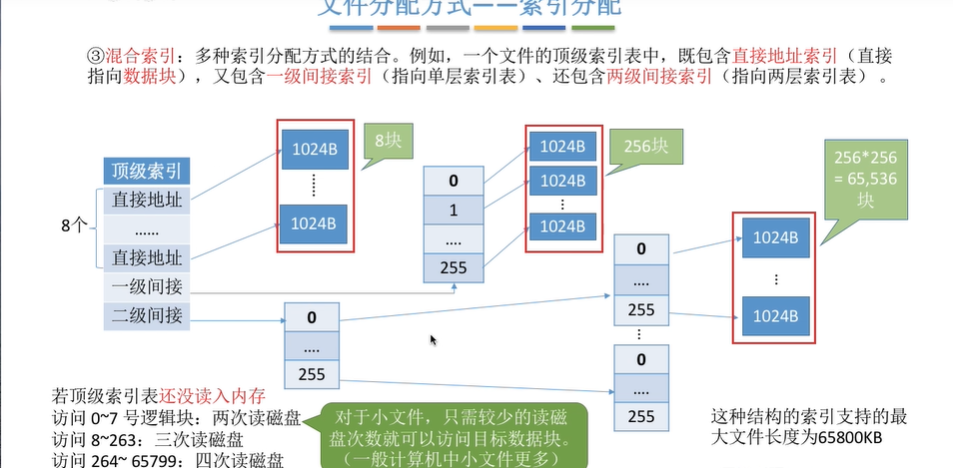 文件分配方式——索引分配
③混合索引：多种索引分配方式的结合。例如，一个文件的顶级索引表中，既包含直接地址索引（直接
指向数据块），又包含一级间接索引（指向单层索引表）、还包含两级间接索引（指向两层索引表）。
顶级索引
直接地址
......
直接地址
一级间接
二级间接
8个
1024B
1024B
8块
0
1
....
255
1024B
1024B
1024B
256块
0
....
255
0
....
255
0
....
255
1024B
1024B
256*256
= 65,536
块
若顶级索引表还没读入内存
访问 0~7 号逻辑块：两次读磁盘
访问 8~263：三次读磁盘
访问 264~ 65799：四次读磁盘
对于小文件，只需较少的读磁
盘次数就可以访问目标数据块。
（一般计算机中小文件更多）
这种结构的索引支持的最
大文件长度为65800KB